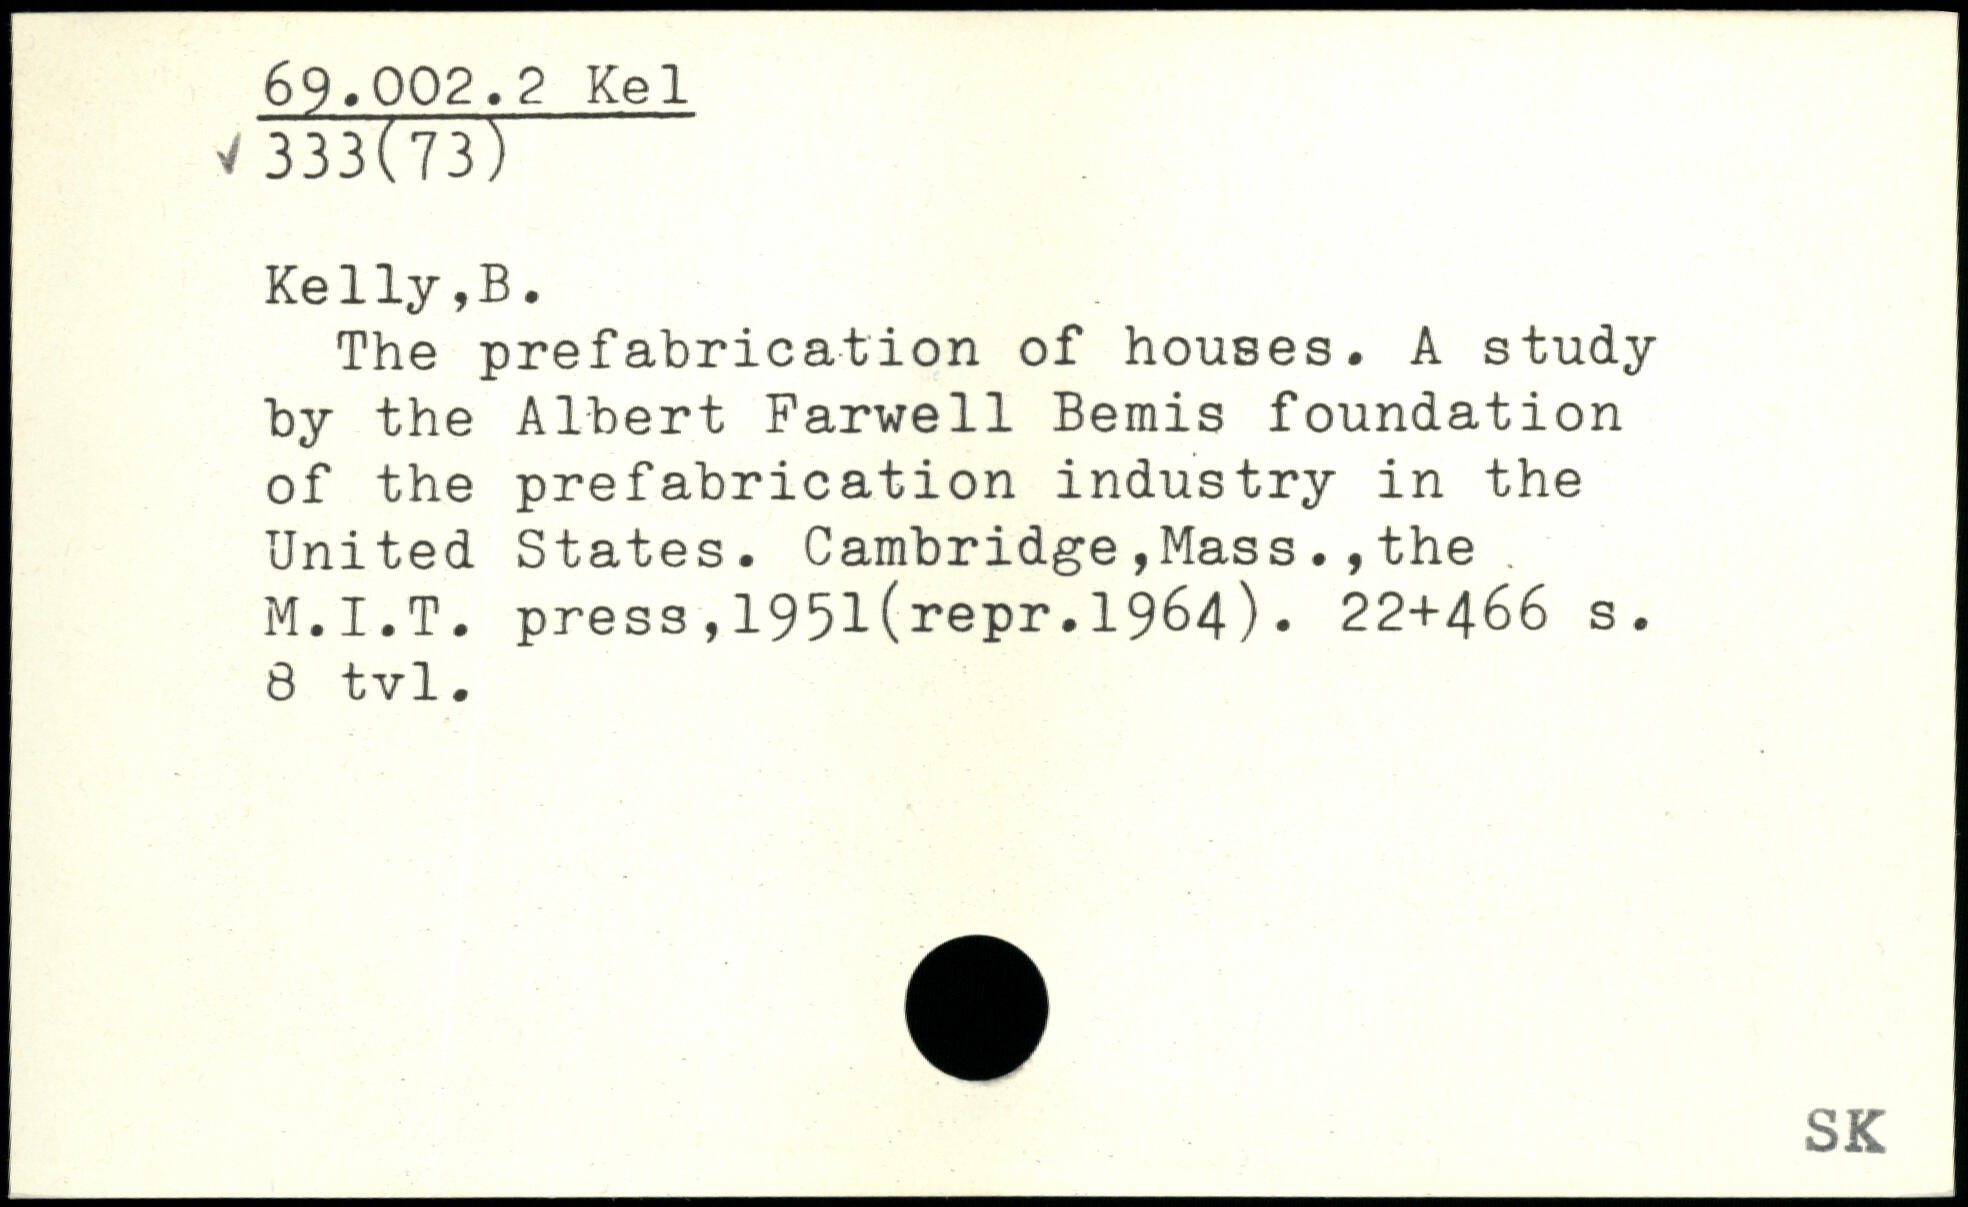 69.002.2 Kel
✓ 333(73)
Kelly,B.
The prefabrication of houses. A study
by the Albert Farwell Bemis foundation
of the prefabrication industry in the
United States. Cambridge,Mass.,the
M.I.T. press,1951(repr.1964). 22+466 s.
8 tvl.
SK